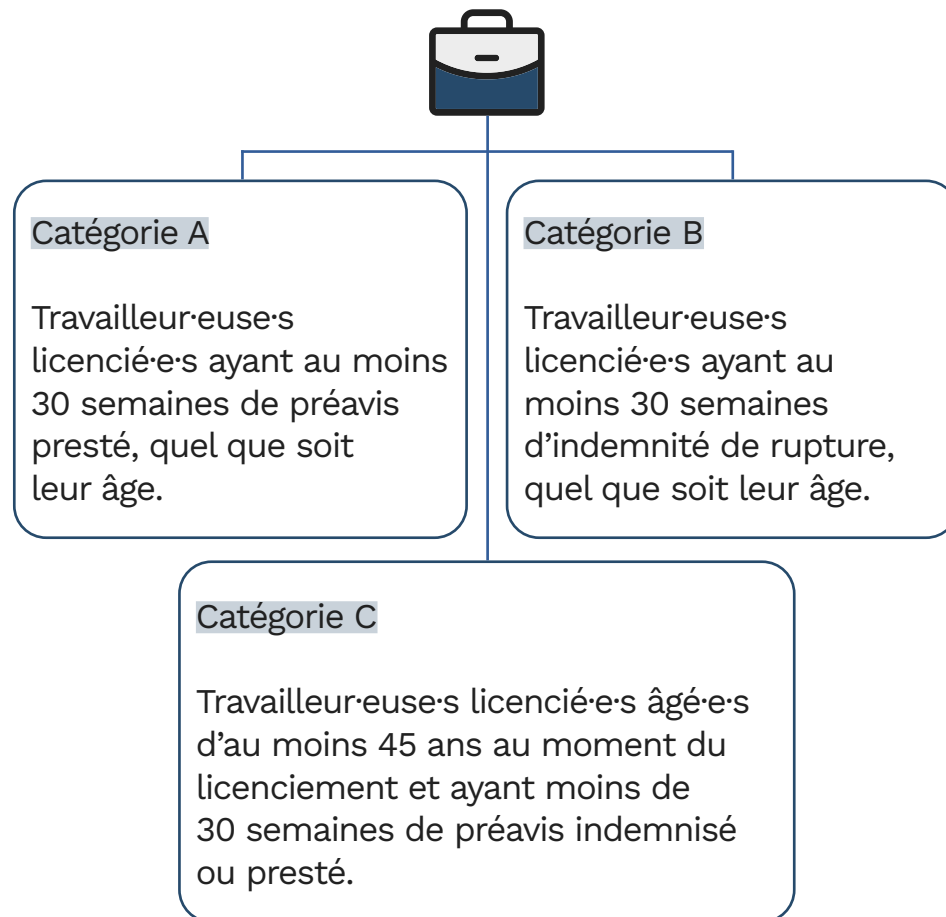 Catégorie A
Travailleur·euse·s
licencié·e·s ayant au moins
30 semaines de préavis
presté, quel que soit
leur âge.
Catégorie B
Travailleur·euse·s
licencié·e·s ayant au
moins 30 semaines
d’indemnité de rupture,
quel que soit leur âge.
Catégorie C
Travailleur·euse·s licencié·e·s âgé·e·s
d’au moins 45 ans au moment du
licenciement et ayant moins de
30 semaines de préavis indemnisé
ou presté.